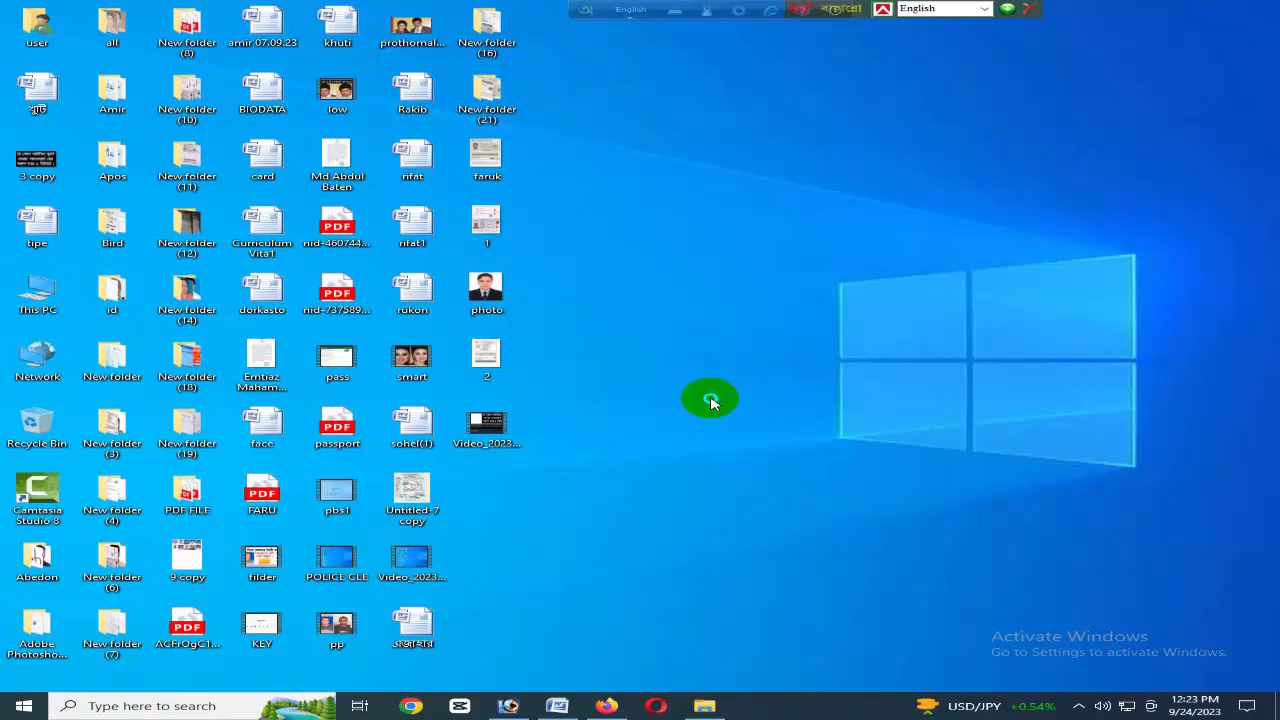 English
English
user
all
New folder
(8)
amir 07.09.23
khuti
prothomal...
New folder
(16)
খুটি
Amir
New folder
(10)
BIODATA
low
Rakib
New folder
(21)
3 copy
Apos
New folder
(11)
card
Md Abdul
Baten
rifat
faruk
tipe
Bird
New folder
(12)
Curriculum
Vita1
nid-460744...
rifat1
1
This PC
id
New folder
(14)
dorkasto
nid-737589...
rukon
photo
Network
New folder
New folder
(18)
Emtiaz
Maham...
pass
smart
2
Recycle Bin
New folder
(3)
New folder
(19)
face
passport
sohel(1)
Video_2023...
Camtasia
Studio 8
New folder
(4)
PDF FILE
FARU
pbs1
Untitled-7
copy
Abedon
New folder
(6)
9 copy
filder
POLICE CLE
Video_2023...
Adobe
Photosho...
New folder
(7)
ACFrOgC1...
KEY
pp
Activate Windows
Go to Settings to activate Windows.
Type here to search
USD/JPY +0.54%
12:23 PM
9/24/2023